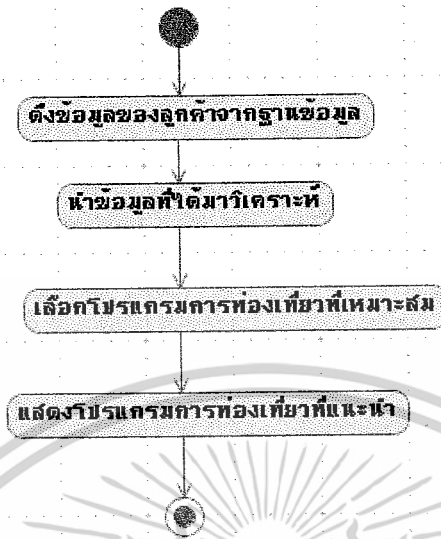 ดึงข้อมูลของลูกค้าจากฐานข้อมูล
นำข้อมูลที่ได้มาวิเคราะห์
เลือกโปรแกรมการท่องเที่ยวที่เหมาะสม
แสดงโปรแกรมการท่องเที่ยวที่แนะนำ